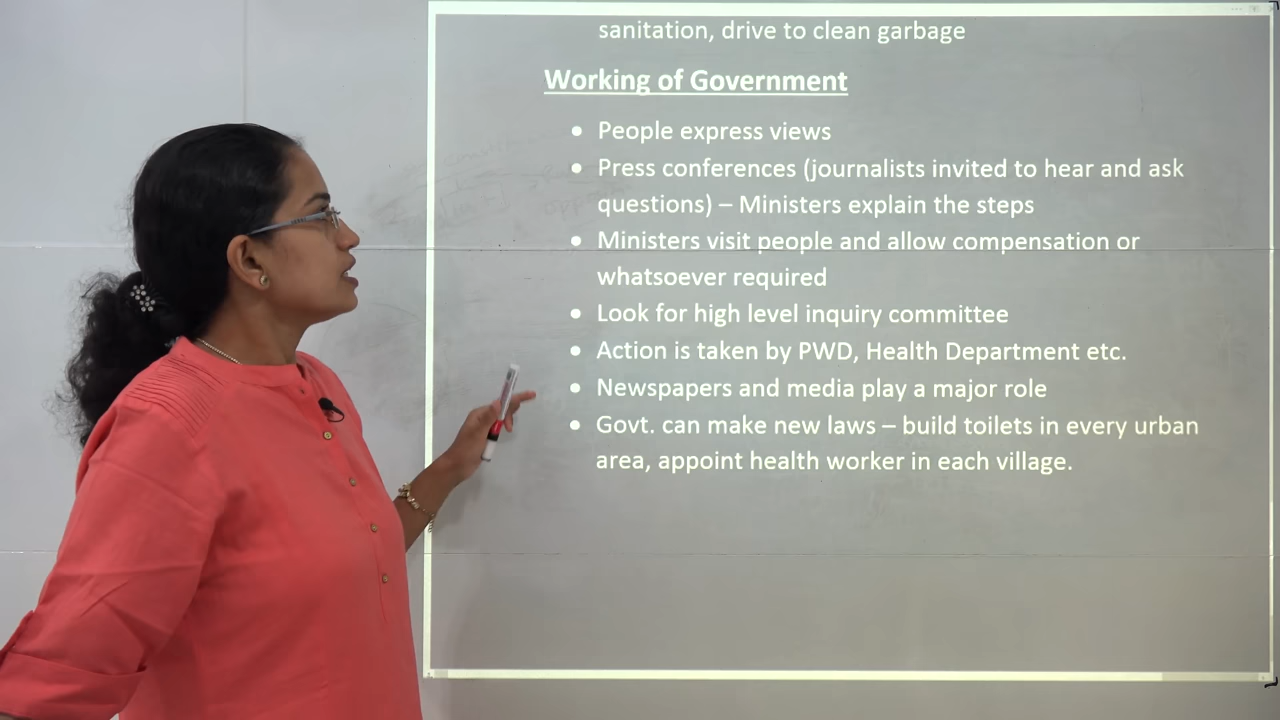 sanitation, drive to clean garbage
Working of Government
• People express views
• Press conferences (journalists invited to hear and ask
questions) – Ministers explain the steps
• Ministers visit people and allow compensation or
whatsoever required
• Look for high level inquiry committee
• Action is taken by PWD, Health Department etc.
• Newspapers and media play a major role
• Govt. can make new laws – build toilets in every urban
area, appoint health worker in each village.